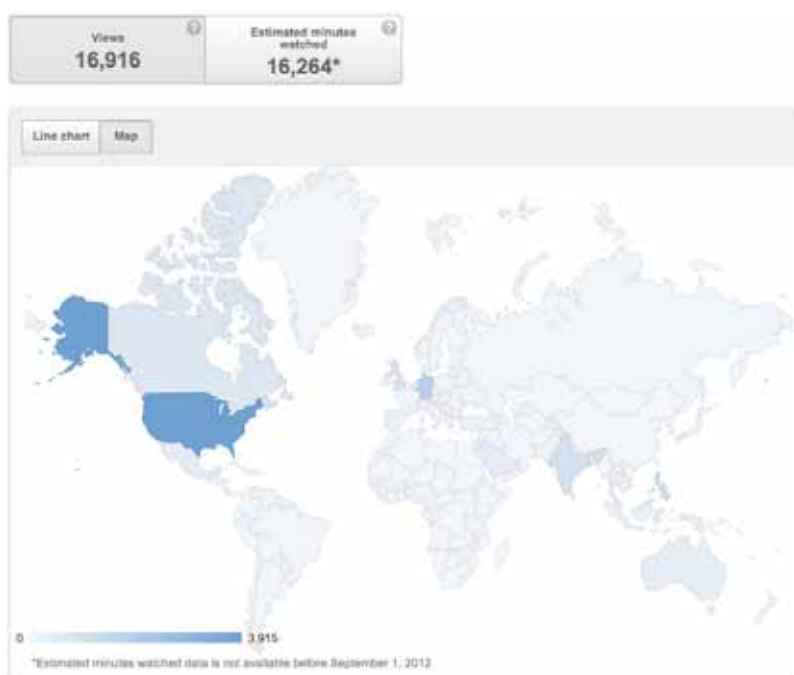 Views
16,916
Estimated minutes
watched
16,264*
Line chart
Map
0
3,915
*Estimated minutes watched data is not available before September 1, 2012